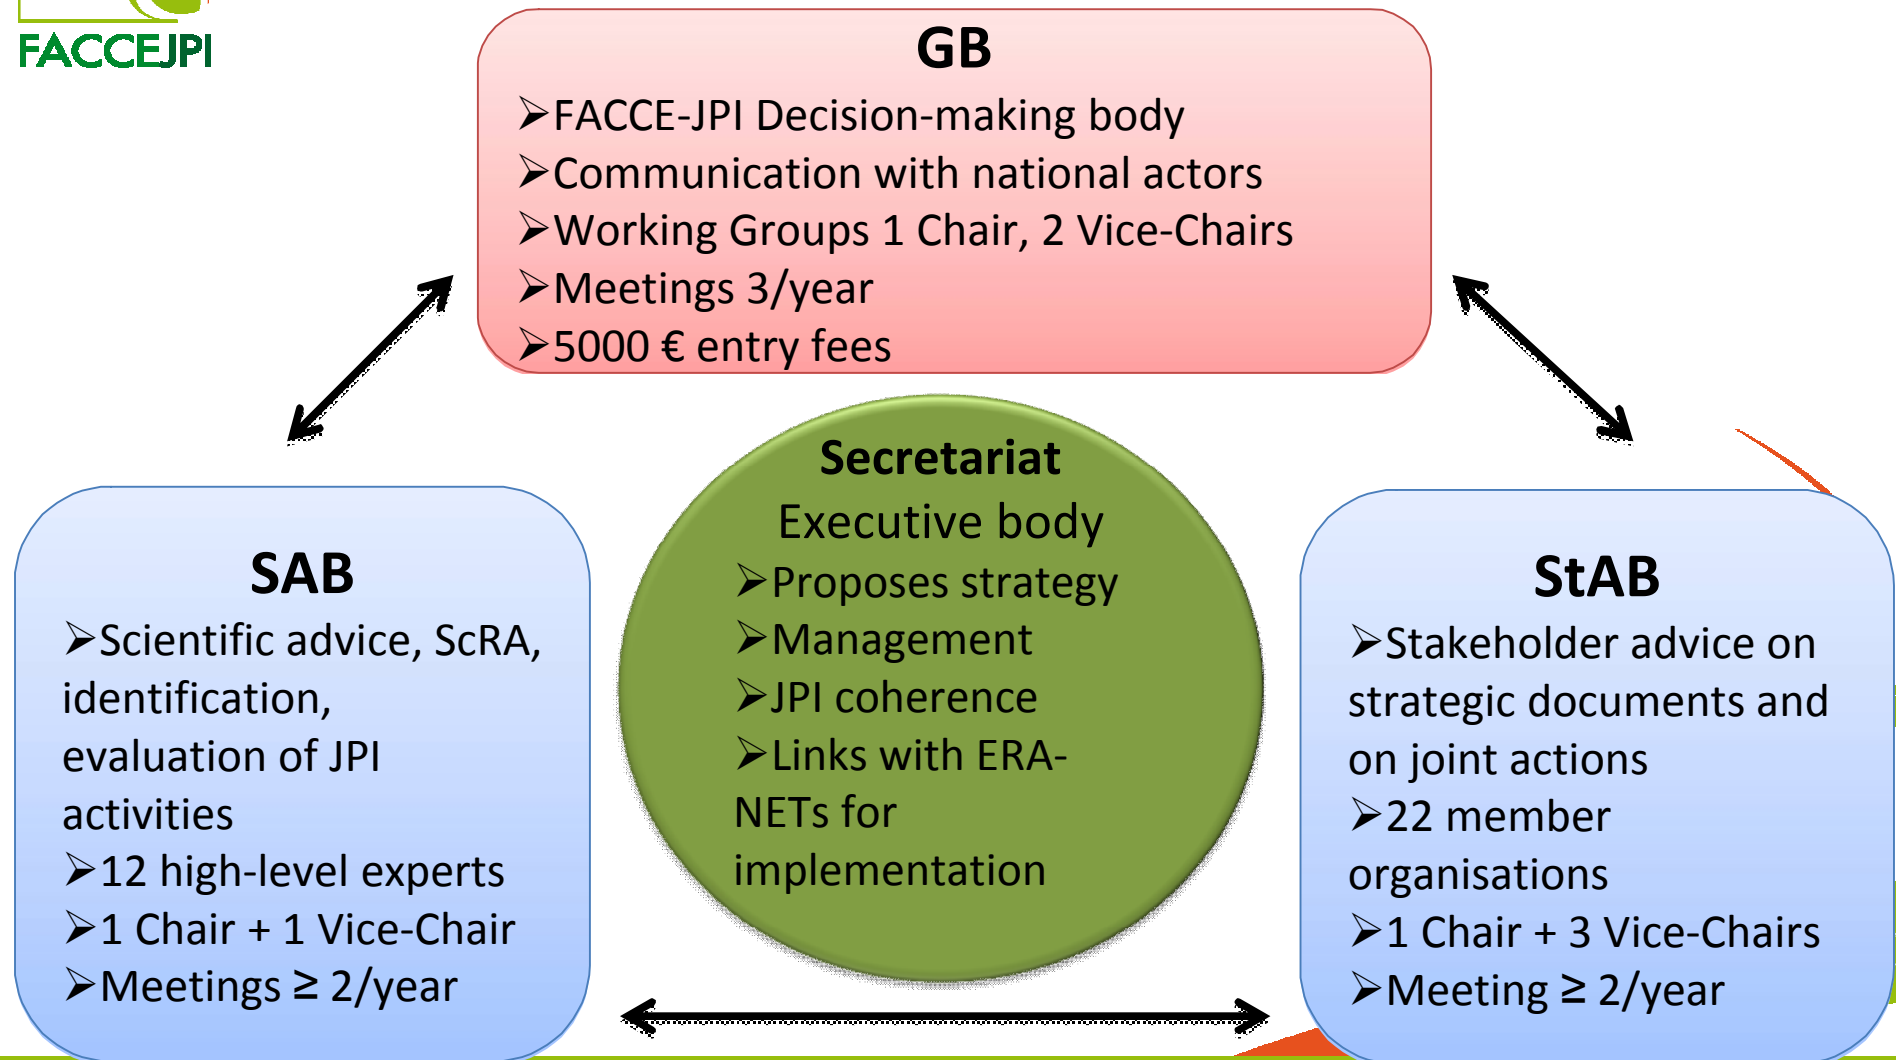 FACCEJPI
GB
➢FACCE-JPI Decision-making body
➢Communication with national actors
➢Working Groups 1 Chair, 2 Vice-Chairs
➢Meetings 3/year
➢5000 € entry fees
Secretariat
Executive body
➢Proposes strategy
➢Management
➢JPI coherence
➢Links with ERA-
NETs for
implementation
SAB
➢Scientific advice, ScRA,
identification,
evaluation of JPI
activities
➢12 high-level experts
➢1 Chair + 1 Vice-Chair
➢Meetings ≥ 2/year
StAB
➢Stakeholder advice on
strategic documents and
on joint actions
➢22 member
organisations
➢1 Chair + 3 Vice-Chairs
➢Meeting ≥ 2/year